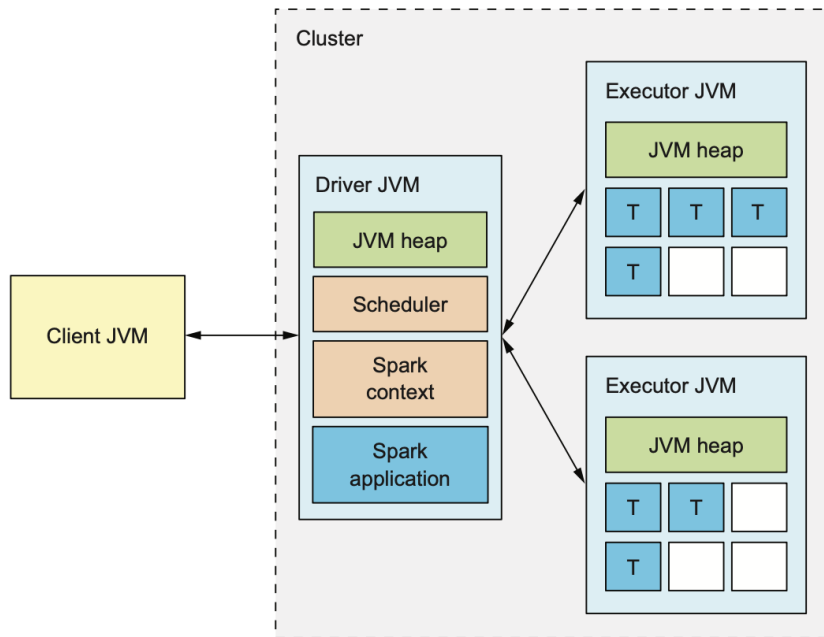 Cluster
Client JVM
Driver JVM
JVM heap
Scheduler
Spark
context
Spark
application
Executor JVM
JVM heap
T T T
T
Executor JVM
JVM heap
T T
T